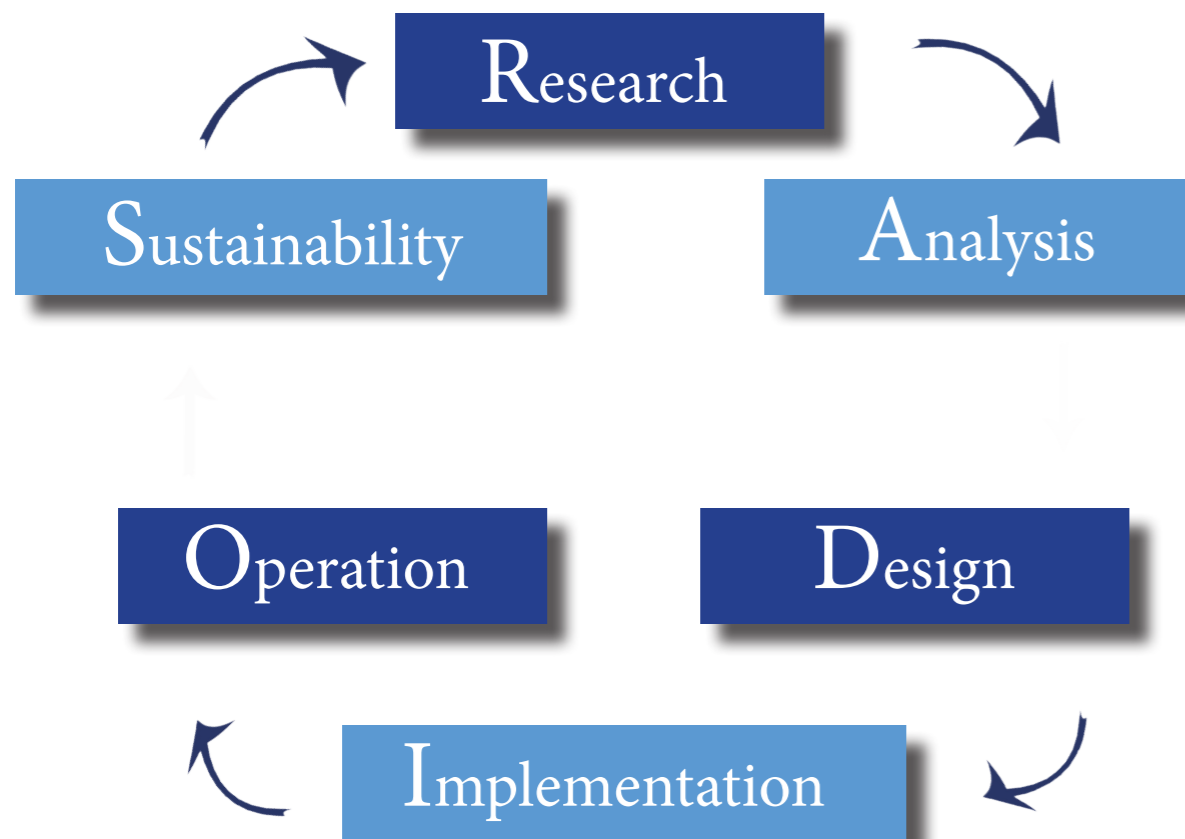 Research
Sustainability
Analysis
Operation
Design
Implementation